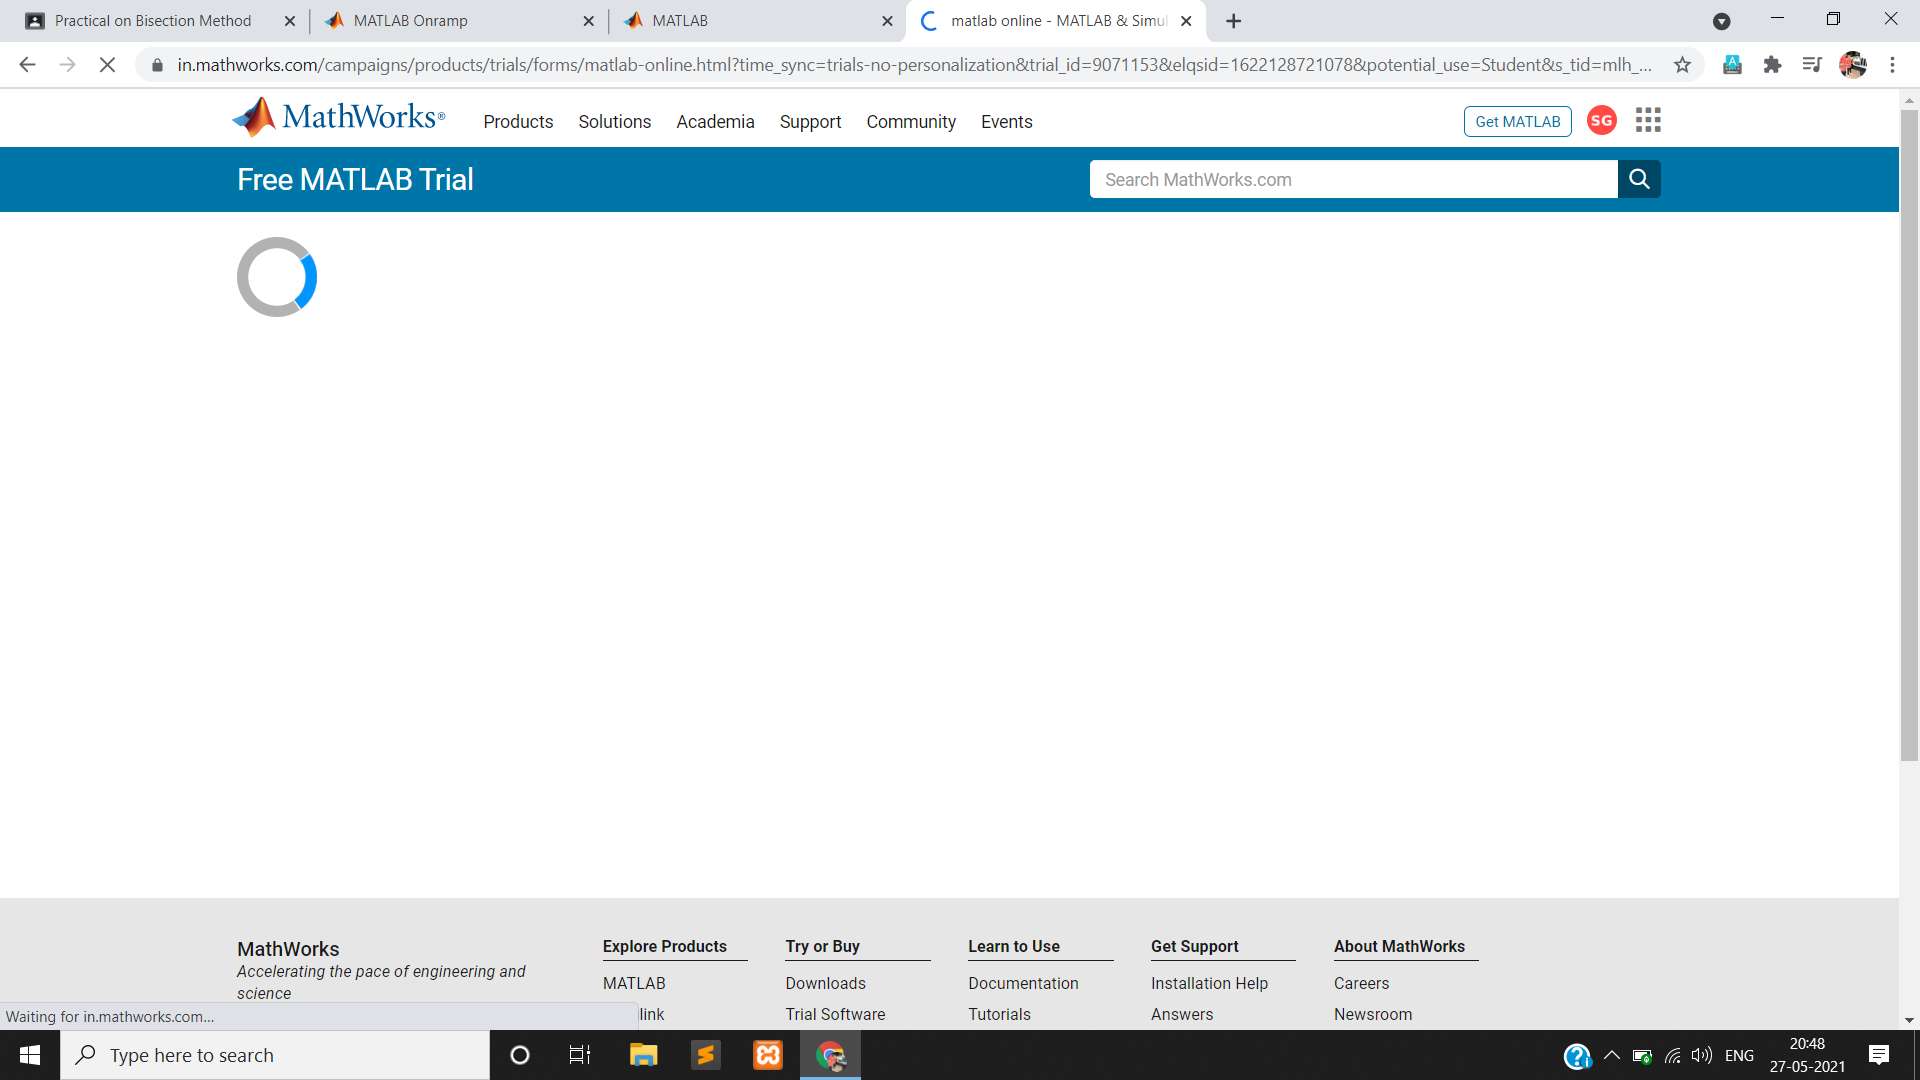 Practical on Bisection Method
MATLAB Onramp
MATLAB
matlab online - MATLAB & Simul
in.mathworks.com/campaigns/products/trials/forms/matlab-online.html?time_sync=trials-no-personalization&trial_id=9071153&elqsid=1622128721078&potential_use=Student&s_tid=mlh_...
MathWorks®
Products
Solutions
Academia
Support
Community
Events
Get MATLAB
SG
Free MATLAB Trial
Search MathWorks.com
MathWorks
Accelerating the pace of engineering and
science
Explore Products
MATLAB
link
Try or Buy
Downloads
Trial Software
Learn to Use
Documentation
Tutorials
Get Support
Installation Help
Answers
About MathWorks
Careers
Newsroom
Waiting for in.mathworks.com...
Type here to search
ENG
20:48
27-05-2021